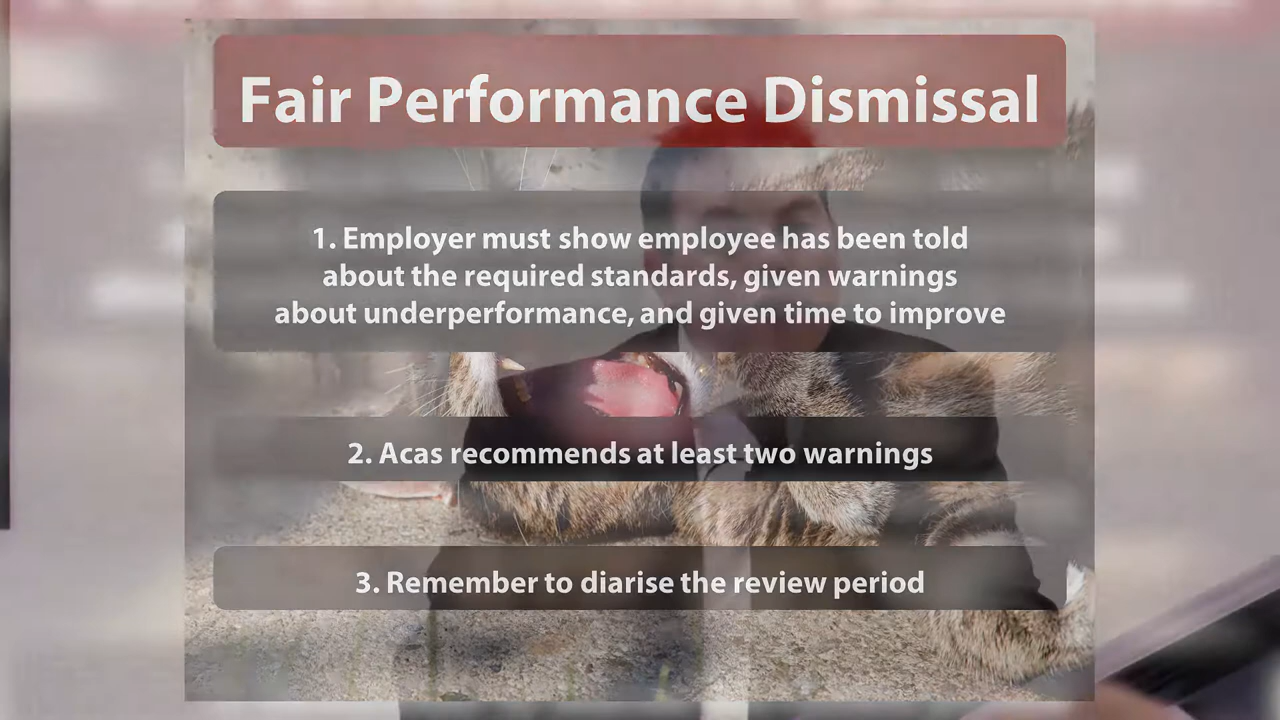 Fair Performance Dismissal
1. Employer must show employee has been told
about the required standards, given warnings
about underperformance, and given time to improve
2. Acas recommends at least two warnings
3. Remember to diarise the review period